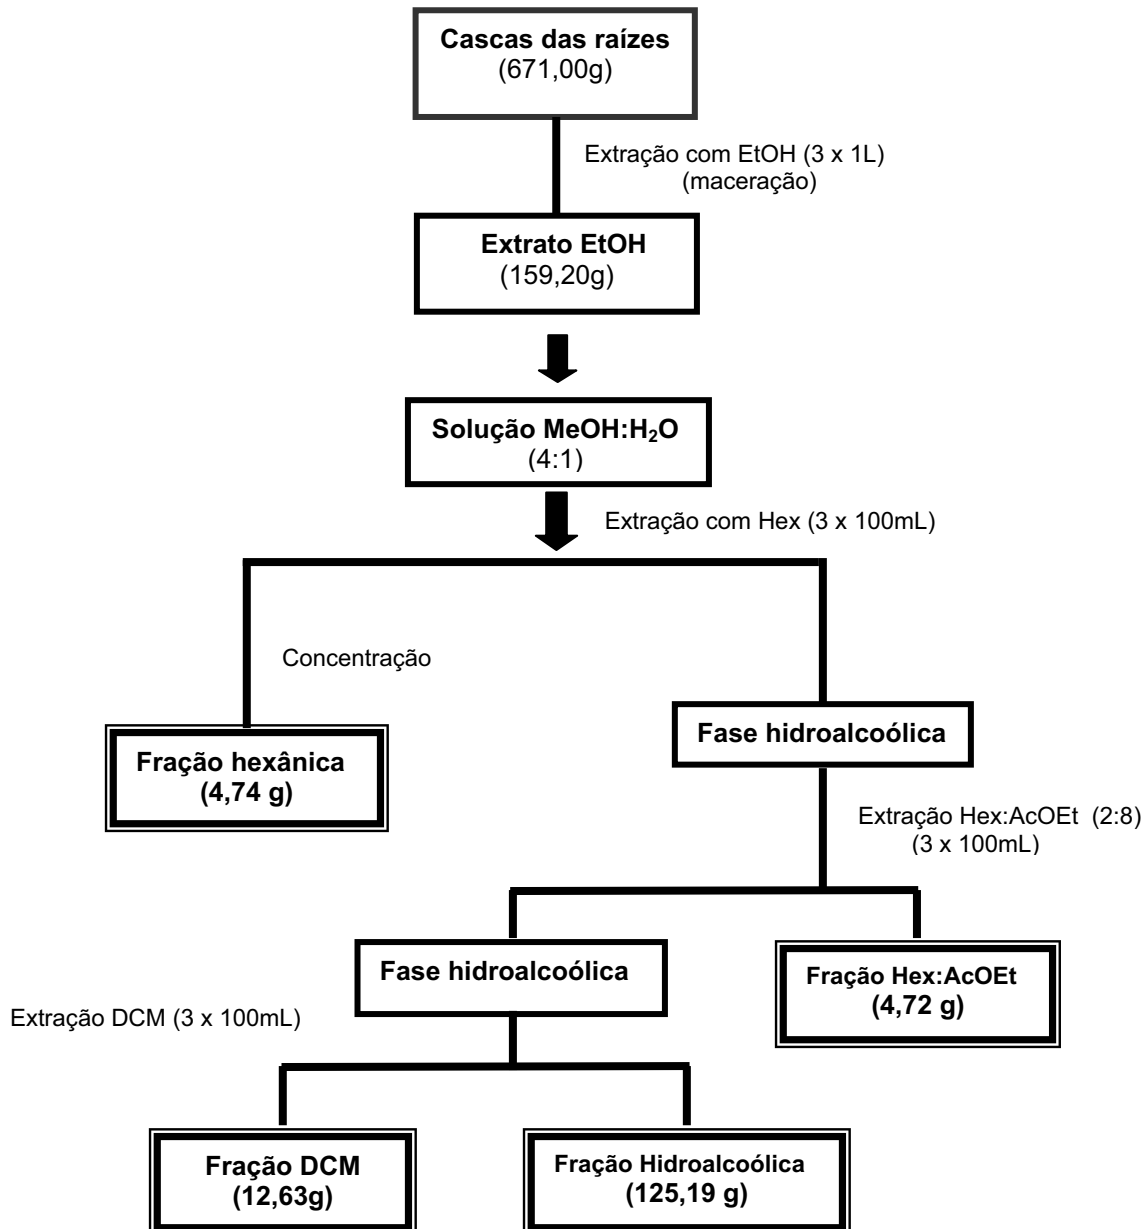 Cascas das raízes
(671,00g)
Extração com EtOH (3 x 1L)
(maceração)
Extrato EtOH
(159,20g)
Solução MeOH:H₂O
(4:1)
Extração com Hex (3 x 100mL)
Concentração
Fração hexânica
(4,74 g)
Fase hidroalcoólica
Extração Hex:AcOEt (2:8)
(3 x 100mL)
Fase hidroalcoólica
Fração Hex:AcOEt
(4,72 g)
Extração DCM (3 x 100mL)
Fração DCM
(12,63g)
Fração Hidroalcoólica
(125,19 g)